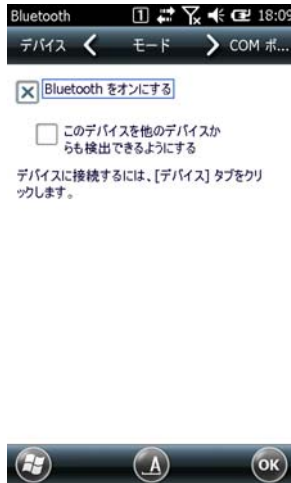 Bluetooth 1 18:09
デバイス モード COM ポ...
Bluetooth をオンにする
このデバイスを他のデバイスか
らも検出できるようにする
デバイスに接続するには、[デバイス] タブをクリ
ックします。
A OK